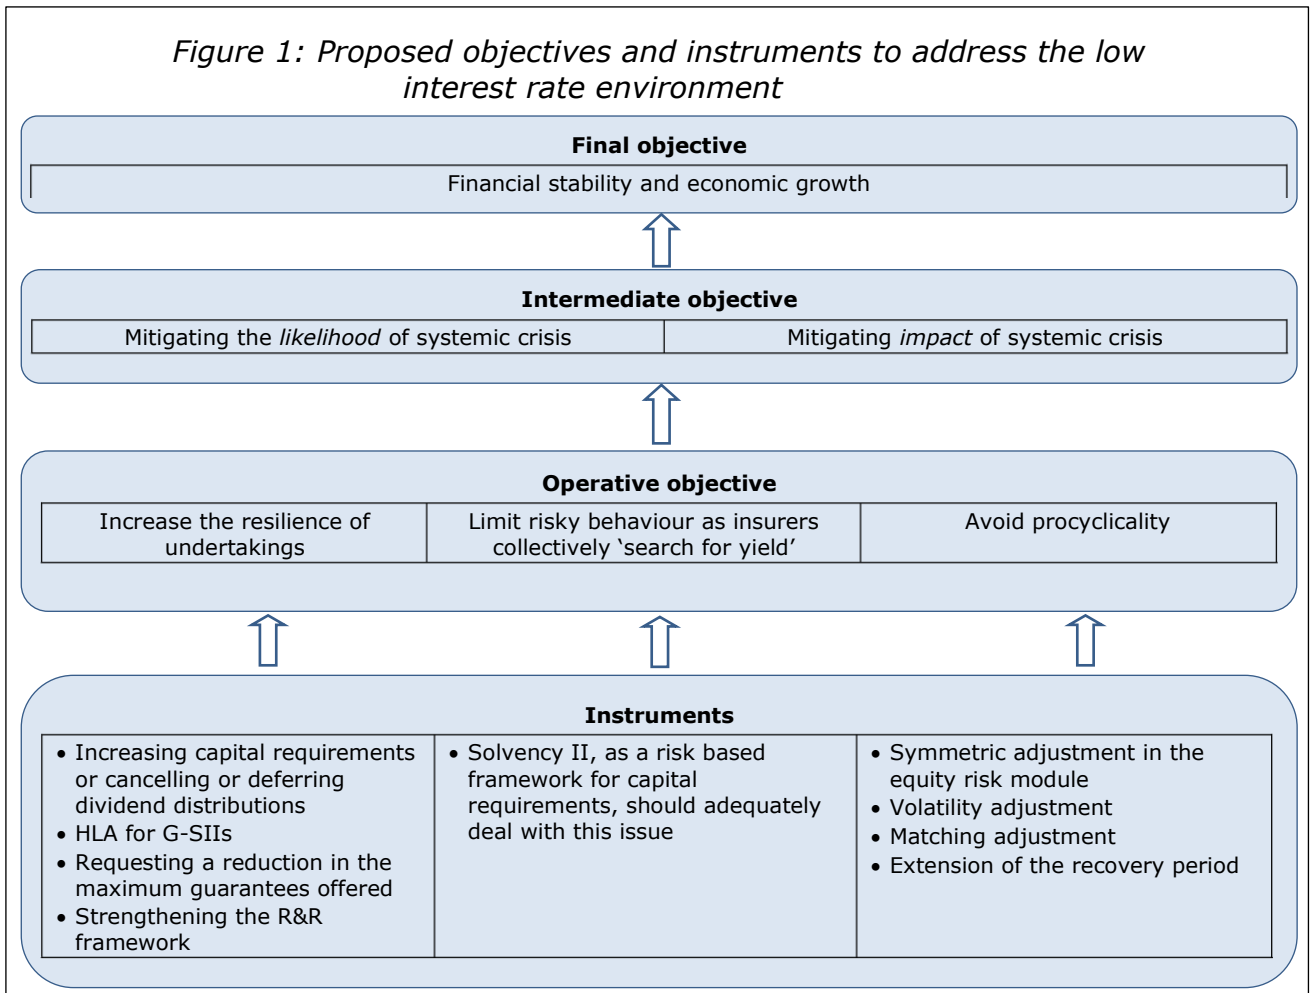 Figure 1: Proposed objectives and instruments to address the low
interest rate environment
Final objective
Financial stability and economic growth
Intermediate objective
Mitigating the likelihood of systemic crisis
Mitigating impact of systemic crisis
Operative objective
Increase the resilience of
undertakings
Limit risky behaviour as insurers
collectively ‘search for yield’
Avoid procyclicality
Instruments
• Increasing capital requirements
or cancelling or deferring
dividend distributions
• HLA for G-SIIs
• Requesting a reduction in the
maximum guarantees offered
• Strengthening the R&R
framework
• Solvency II, as a risk based
framework for capital
requirements, should adequately
deal with this issue
• Symmetric adjustment in the
equity risk module
• Volatility adjustment
• Matching adjustment
• Extension of the recovery period